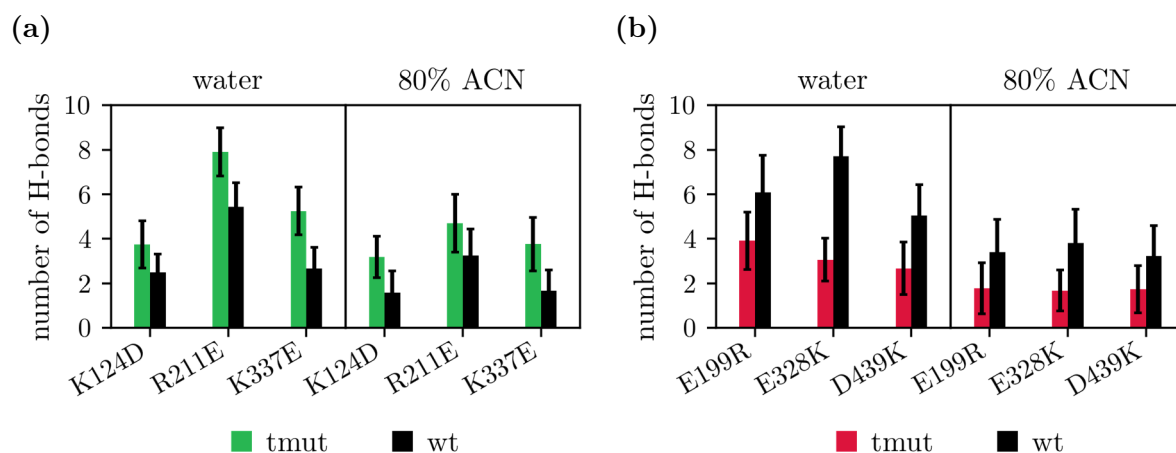 (a)
water 80% ACN
number of H-bonds
10
8
6
4
2
0
K124D R211E K337E K124D R211E K337E
tmut wt
(b)
water 80% ACN
number of H-bonds
10
8
6
4
2
0
E199R E328K D439K E199R E328K D439K
tmut wt